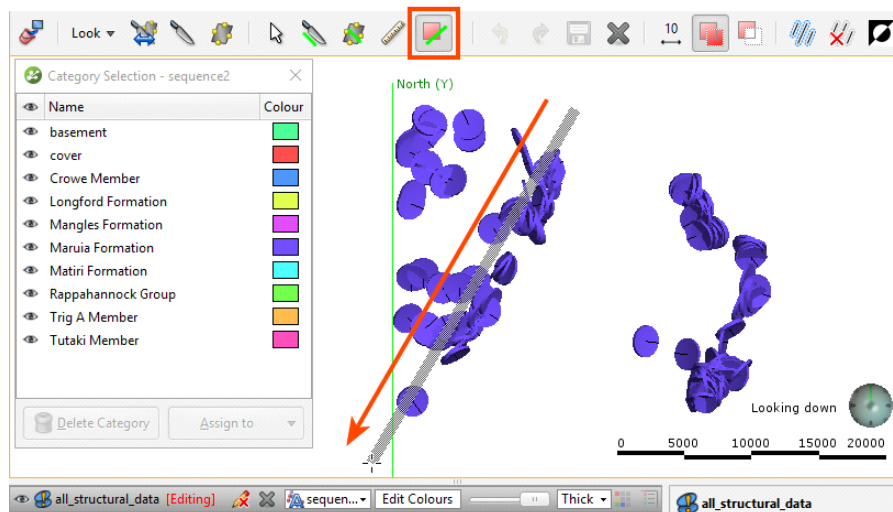 Look
10
Category Selection - sequence2
Name Colour
basement
cover
Crowe Member
Longford Formation
Mangles Formation
Maruia Formation
Matiri Formation
Rappahannock Group
Trig A Member
Tutaki Member
Delete Category Assign to
North (Y)
Looking down
0 5000 10000 15000 20000
all_structural_data [Editing] sequen... Edit Colours Thick
all_structural_data